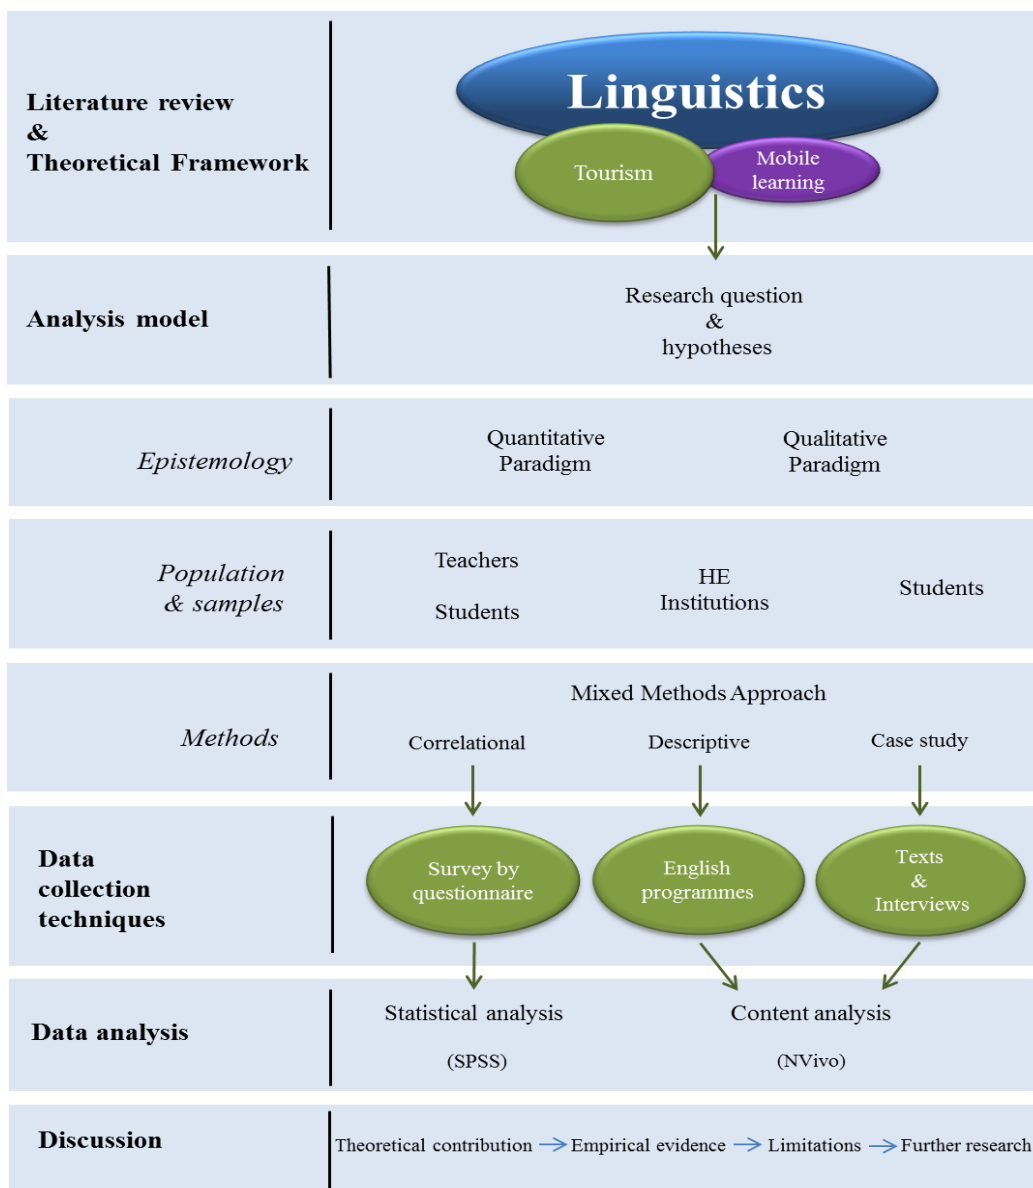 Literature review
&
Theoretical Framework
Linguistics
Tourism
Mobile
learning
Analysis model
Research question
&
hypotheses
Epistemology
Quantitative
Paradigm
Qualitative
Paradigm
Population
& samples
Teachers
Students
HE
Institutions
Students
Methods
Mixed Methods Approach
Correlational
Descriptive
Case study
Data
collection
techniques
Survey by
questionnaire
English
programmes
Texts
&
Interviews
Data analysis
Statistical analysis
(SPSS)
Content analysis
(NVivo)
Discussion
Theoretical contribution
Empirical evidence
Limitations
Further research